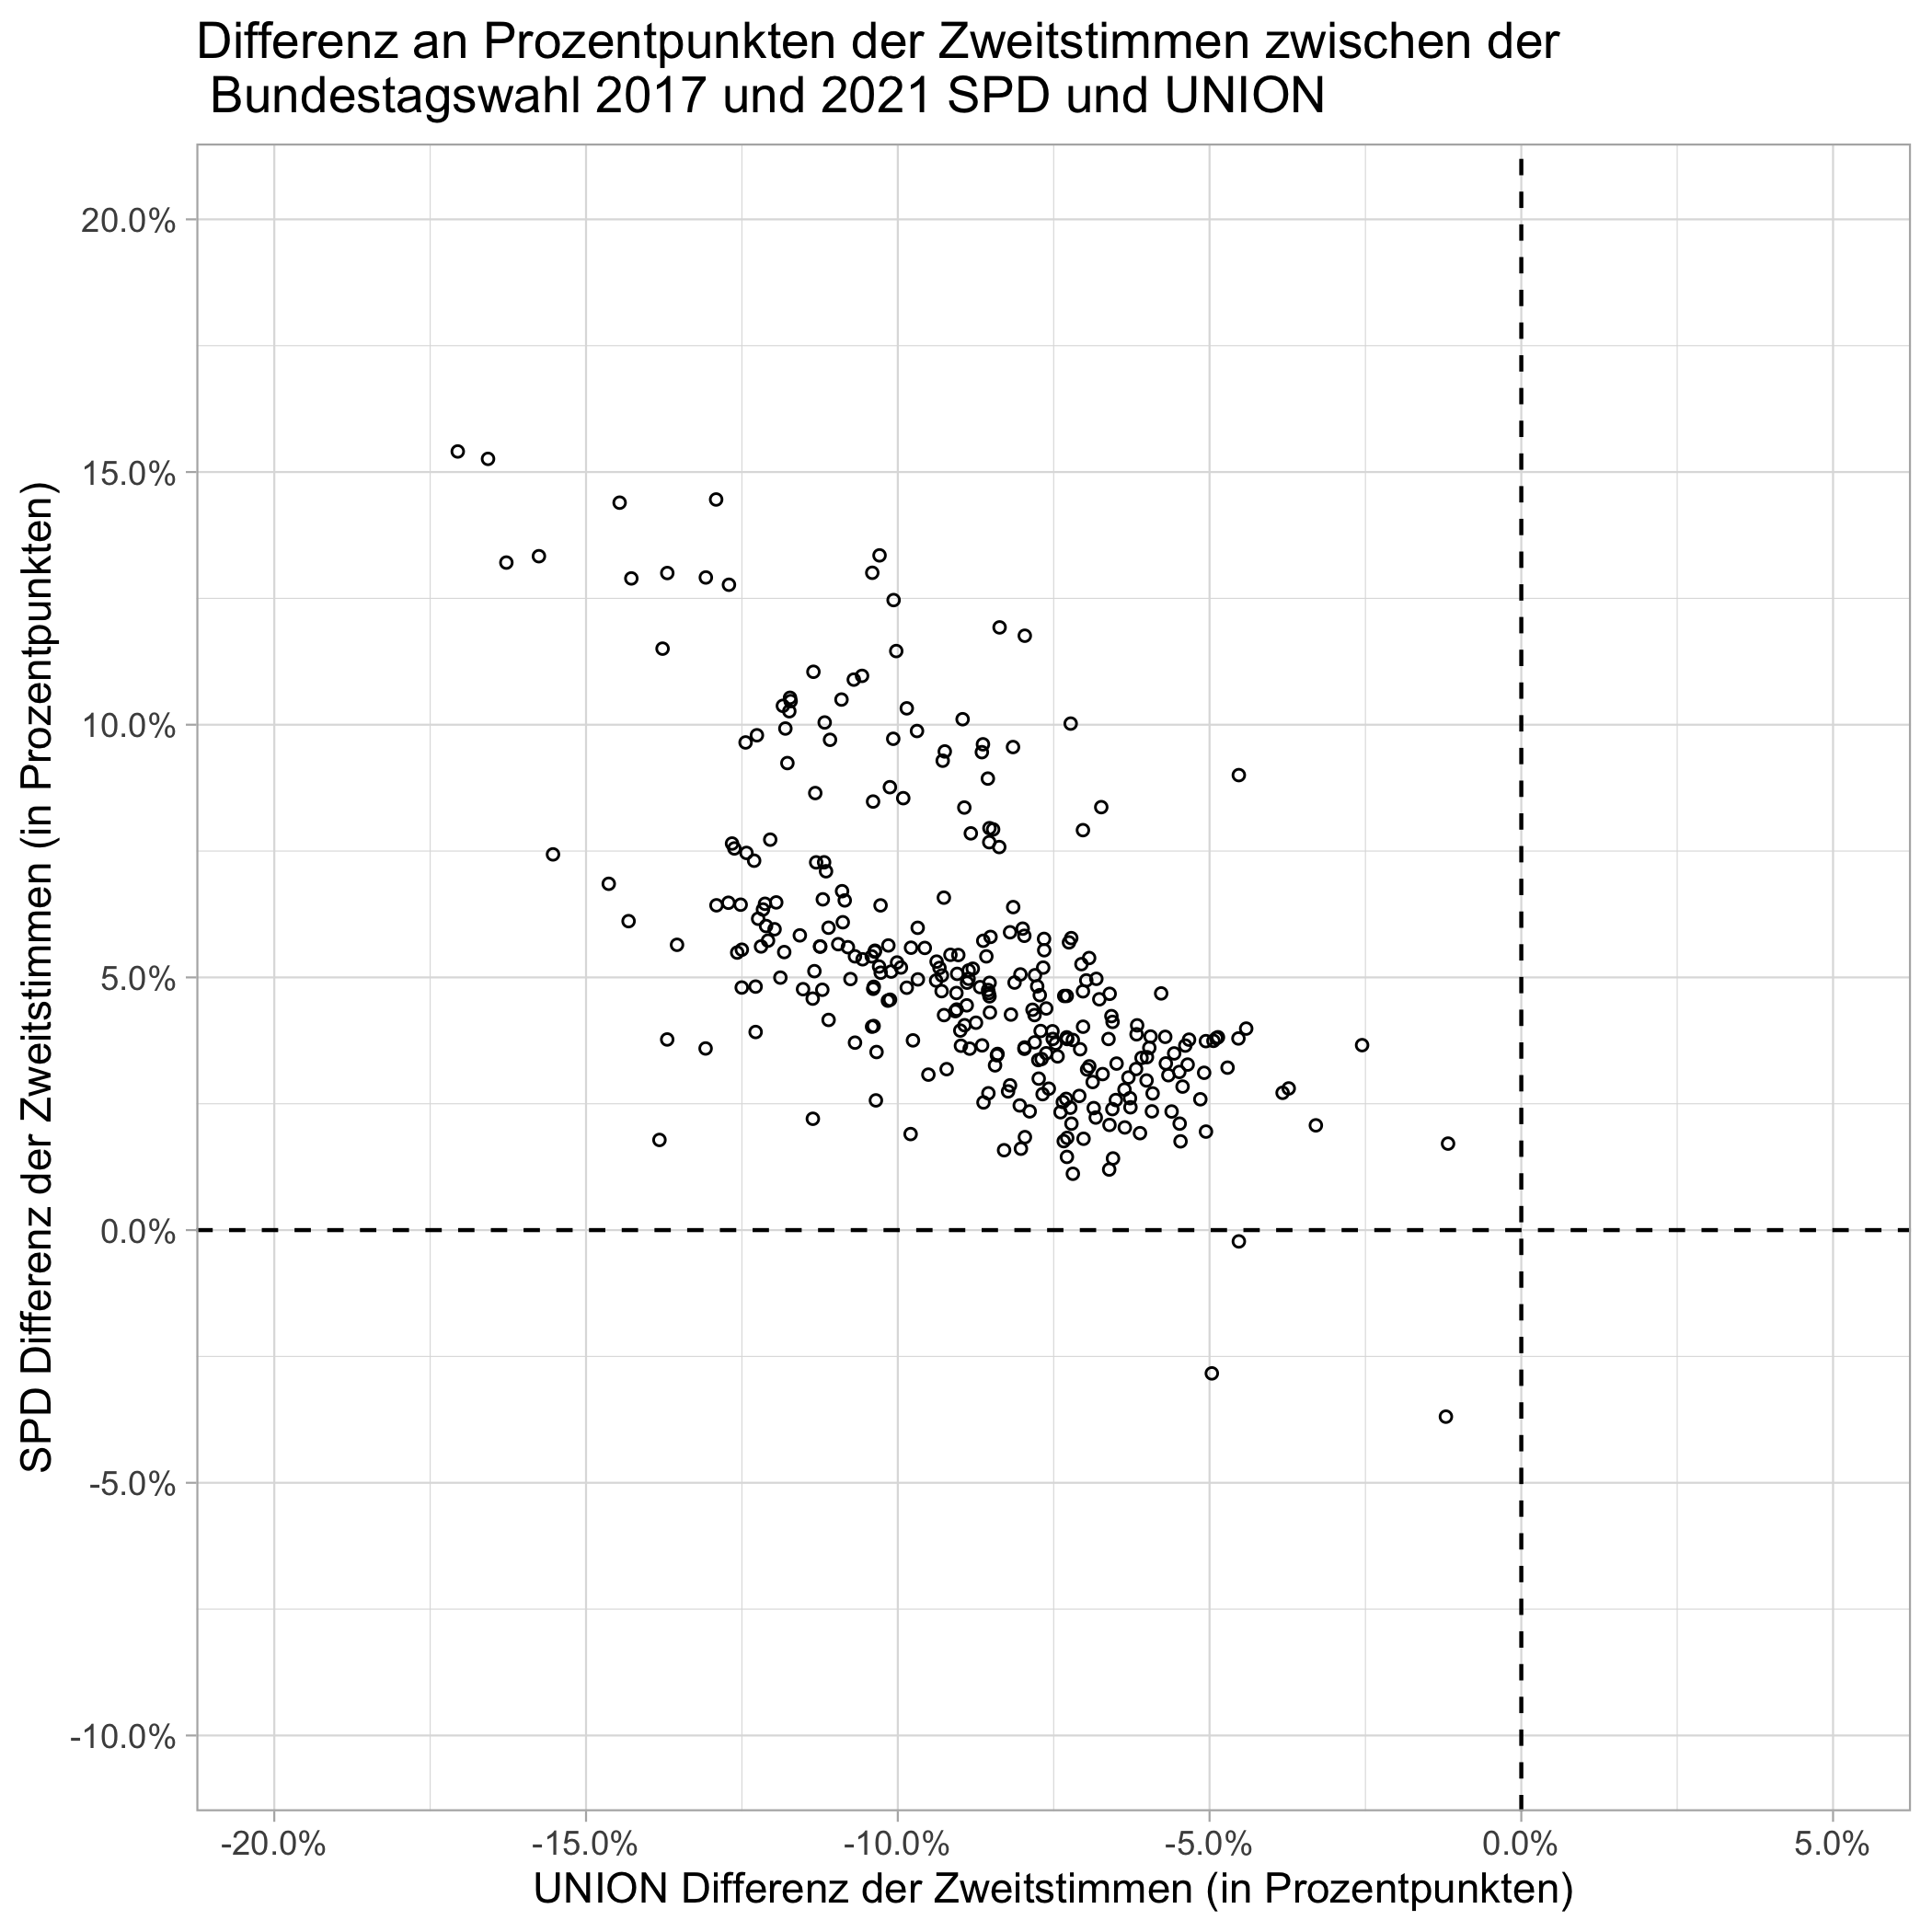 Differenz an Prozentpunkten der Zweitstimmen zwischen der
Bundestagswahl 2017 und 2021 SPD und UNION
SPD Differenz der Zweitstimmen (in Prozentpunkten)
20.0%
15.0%
10.0%
5.0%
0.0%
-5.0%
-10.0%
-20.0% -15.0% -10.0% -5.0% 0.0% 5.0%
UNION Differenz der Zweitstimmen (in Prozentpunkten)